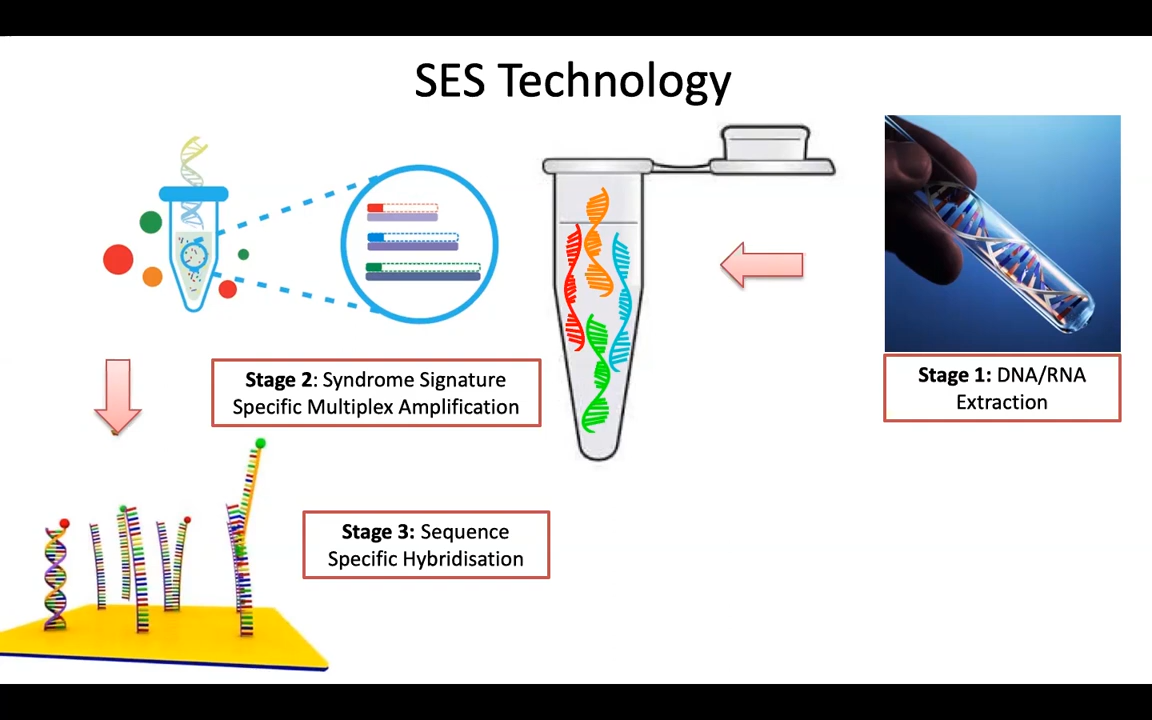 SES Technology
Stage 1: DNA/RNA
Extraction
Stage 2: Syndrome Signature
Specific Multiplex Amplification
Stage 3: Sequence
Specific Hybridisation